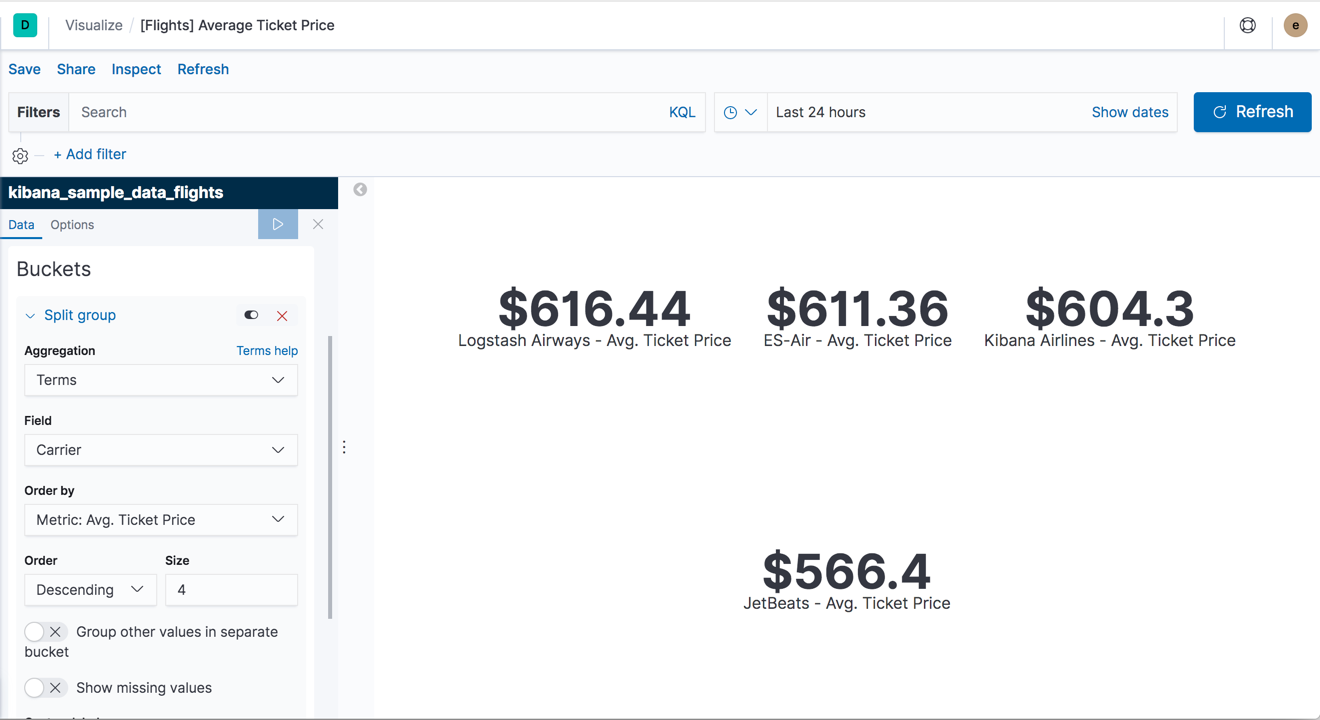 D Visualize / [Flights] Average Ticket Price e
Save Share Inspect Refresh
Filters Search KQL Last 24 hours Show dates Refresh
+ Add filter
kibana_sample_data_flights
Data Options
Buckets
Split group
Aggregation Terms help
Terms
Field
Carrier
Order by
Metric: Avg. Ticket Price
Order Size
Descending 4
Group other values in separate
bucket
Show missing values
$616.44 $611.36 $604.3
Logstash Airways - Avg. Ticket Price ES-Air - Avg. Ticket Price Kibana Airlines - Avg. Ticket Price
$566.4
JetBeats - Avg. Ticket Price